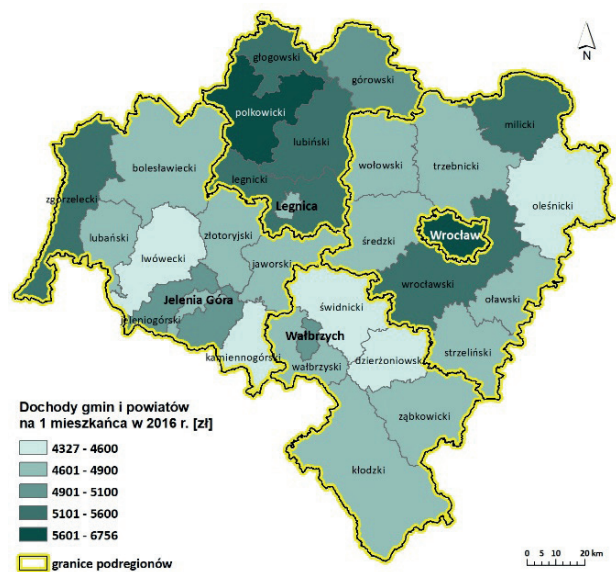 głogowski
górowski
N
polkowicki
milicki
lubiński
bolesławiecki
wołowski
trzebnicki
zgorzelecki
legnicki
oleśnicki
Legnica
lubański
złotoryjski
Wrocław
średzki
lwówecki
jaworski
wrocławski
oławski
Jelenia Góra
świdnicki
jeleniogórski
Wałbrzych
strzeliński
kamiennogórski
wałbrzyski
dzierżoniowski
ząbkowicki
kłodzki
Dochody gmin i powiatów
na 1 mieszkańca w 2016 r. [zł]
4327 - 4600
4601 - 4900
4901 - 5100
5101 - 5600
5601 - 6756
granice podregionów
0 5 10 20 km